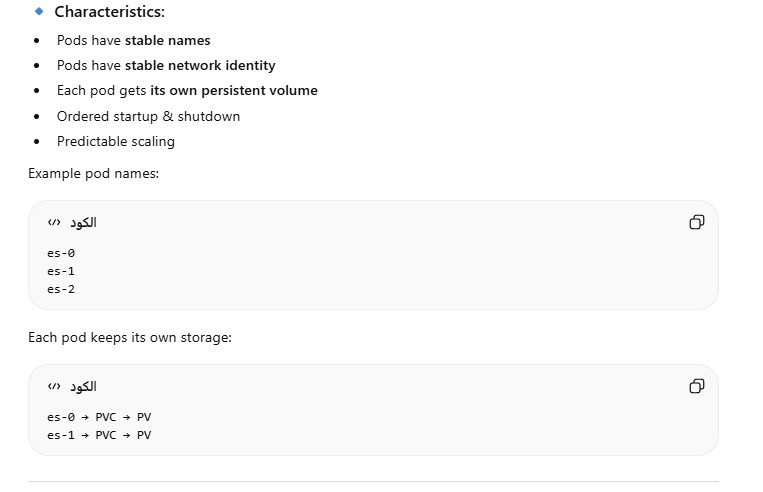 Characteristics:
Pods have stable names
Pods have stable network identity
Each pod gets its own persistent volume
Ordered startup & shutdown
Predictable scaling
Example pod names:
الكود
es-0
es-1
es-2
Each pod keeps its own storage:
الكود
es-0 → PVC → PV
es-1 → PVC → PV